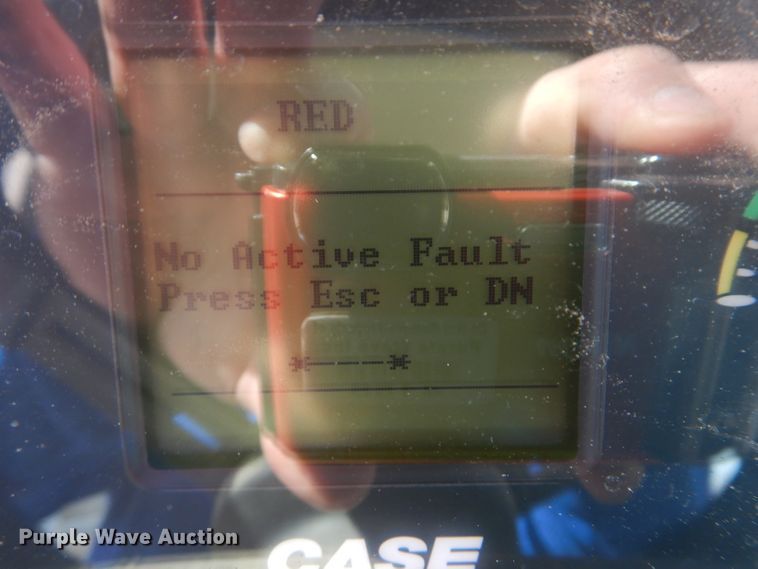 RED
No Active Fault
Press Esc or DN
*---*
Purple Wave Auction
CASE